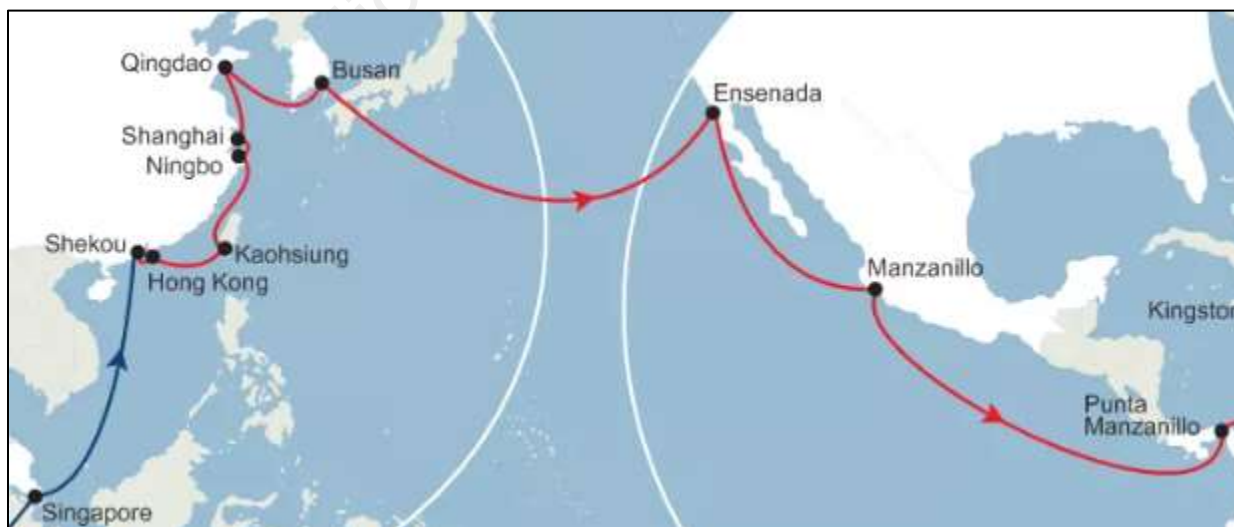 Qingdao
Busan
Ensenada
Shanghai
Ningbo
Shekou
Kaohsiung
Hong Kong
Manzanillo
Kingston
Punta
Manzanillo
Singapore